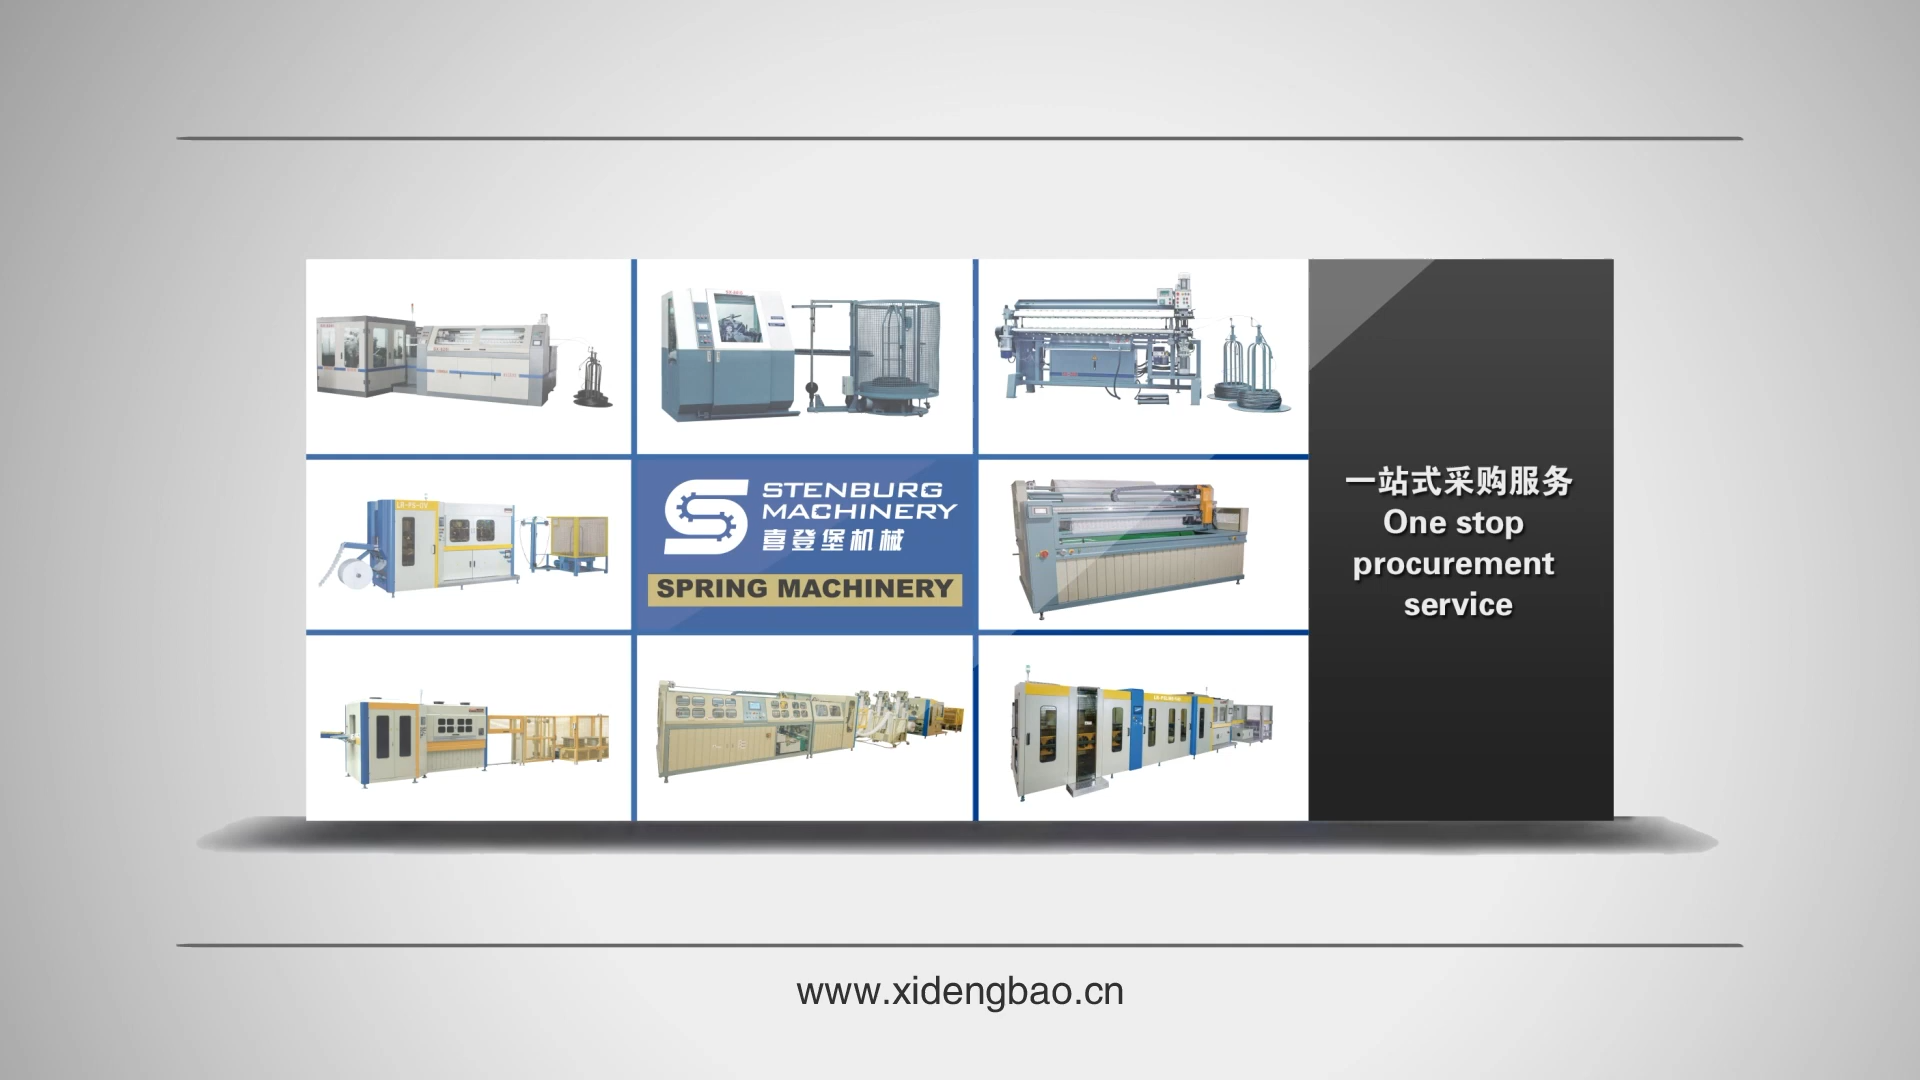 STENBURG
MACHINERY
喜登堡机械
SPRING MACHINERY
一站式采购服务
One stop
procurement
service
www.xidengbao.cn